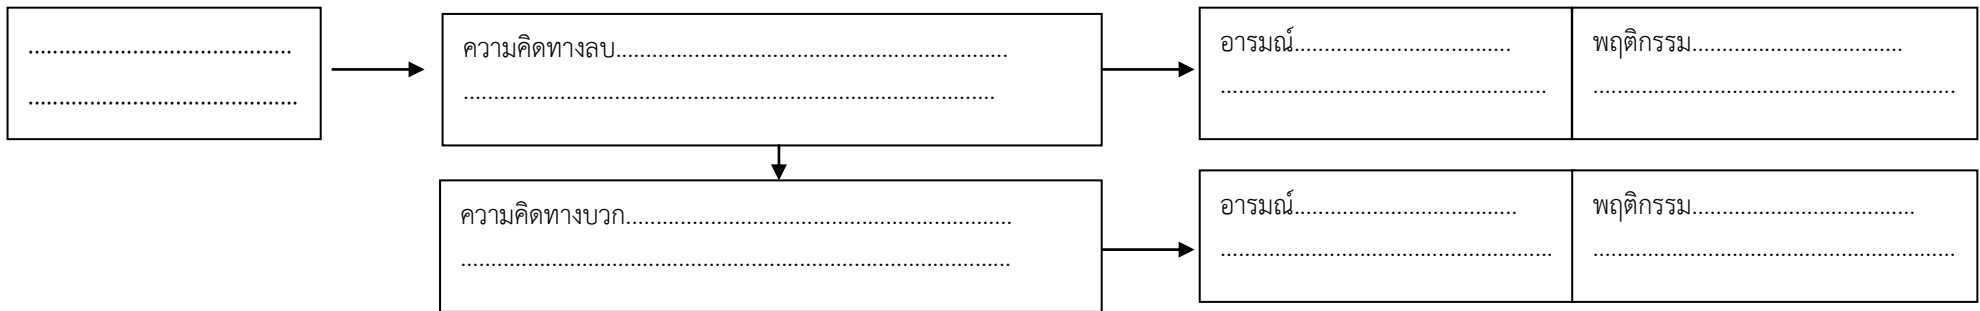 ............................................
.............................................
ความคิดทางลบ.................................................................
.........................................................................................
อารมณ์....................................
......................................................
พฤติกรรม...................................
............................................................
ความคิดทางบวก................................................................
............................................................................................
อารมณ์.....................................
.......................................................
พฤติกรรม.....................................
............................................................